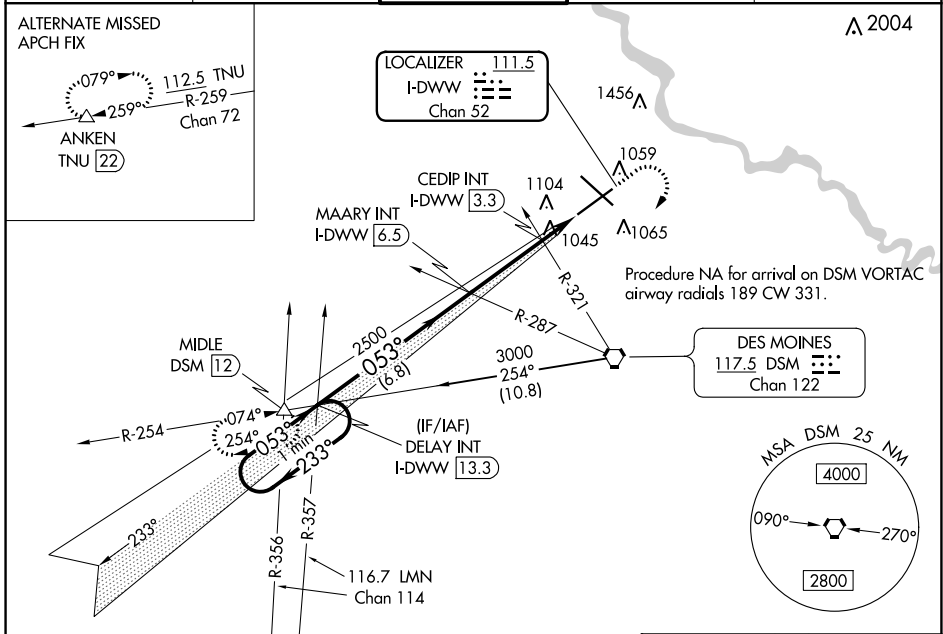 ALTERNATE MISSED
APCH FIX
079°
259°
112.5 TNU
R-259
Chan 72
ANKEN
TNU 22
LOCALIZER 111.5
I-DWW
Chan 52
2004
1456
1059
1104
1045
1065
CEDIP INT
I-DWW 3.3
MAARY INT
I-DWW 6.5
R-321
R-287
Procedure NA for arrival on DSM VORTAC
airway radials 189 CW 331.
DES MOINES
117.5 DSM
Chan 122
2500
053°
(6.8)
3000
254°
(10.8)
MIDLE
DSM 12
R-254
074°
254°
053°
1 min
233°
(IF/IAF)
DELAY INT
I-DWW 13.3
233°
R-356
R-357
116.7 LMN
Chan 114
MSA DSM 25 NM
4000
090°
270°
2800